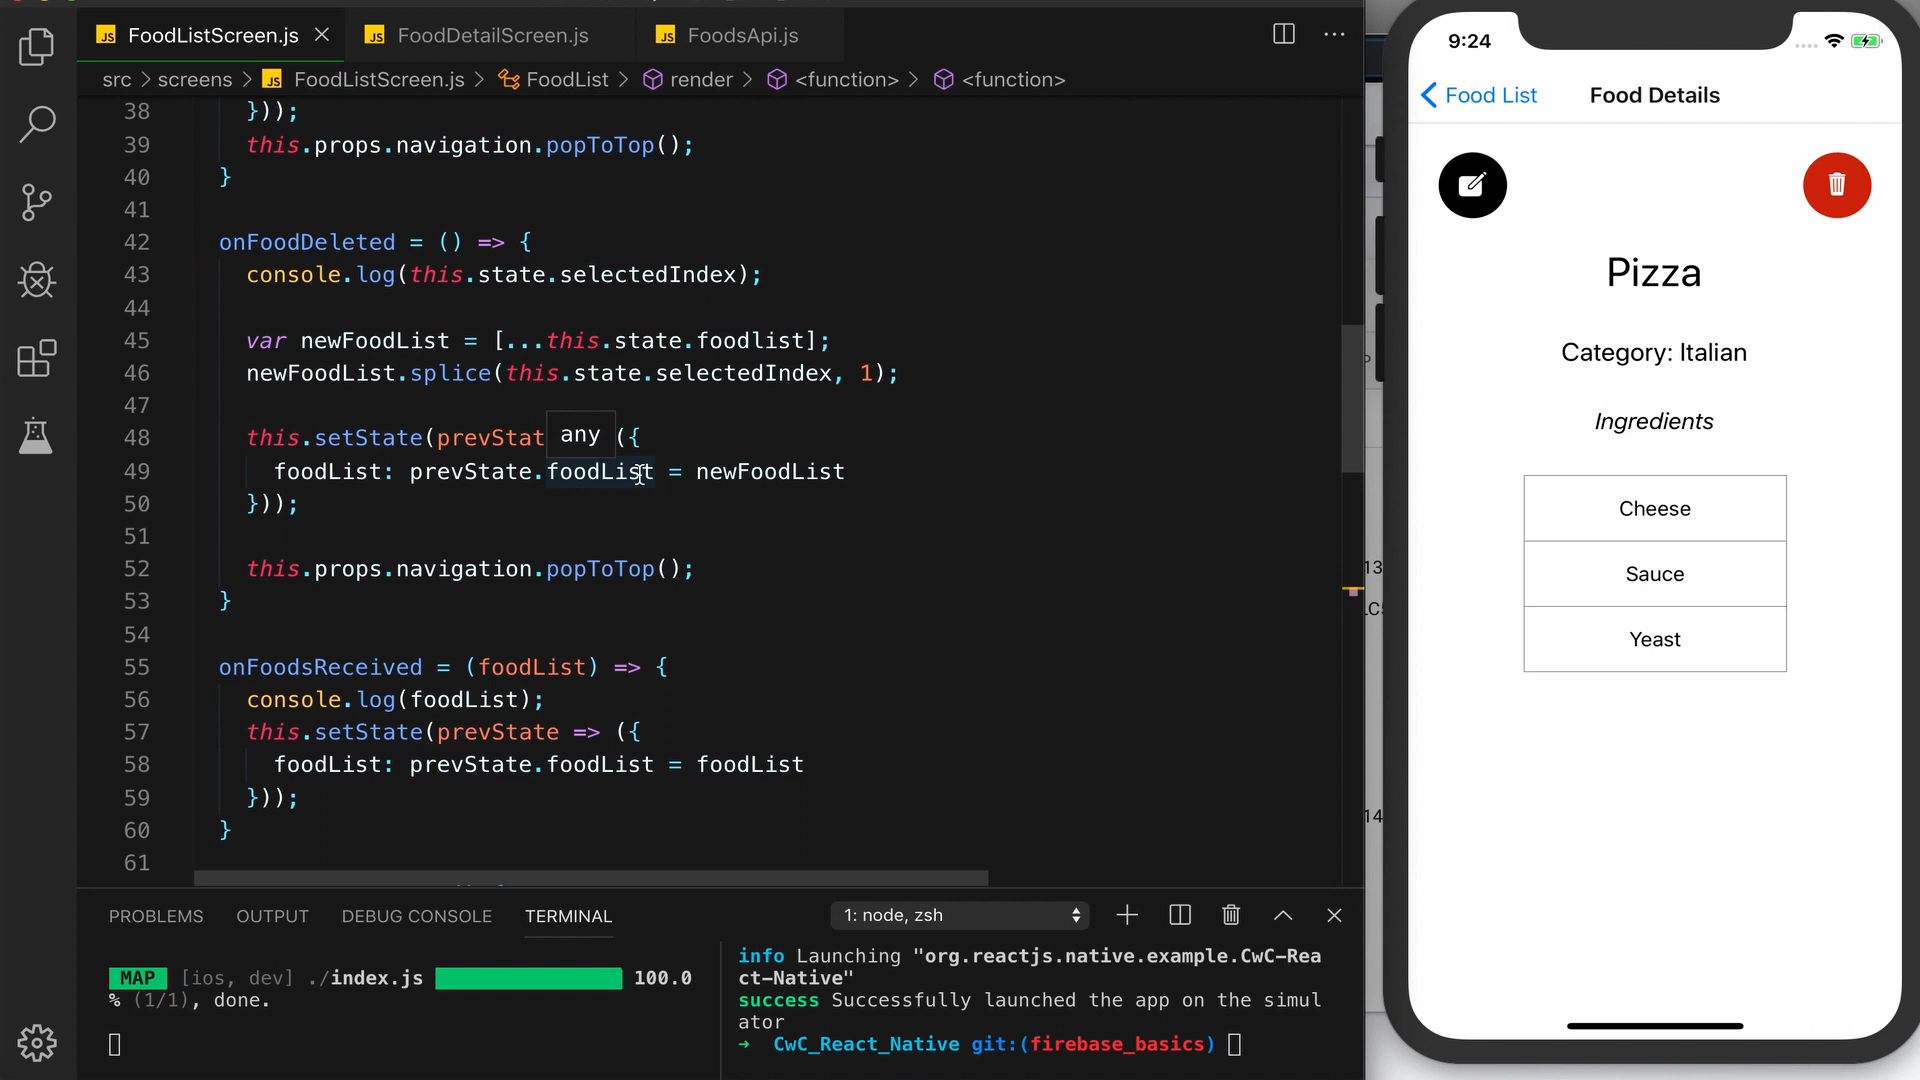 JS FoodListScreen.js
JS FoodDetailScreen.js
JS FoodsApi.js
src > screens > JS FoodListScreen.js > FoodList > render > <function> > <function>
38 }));
39 this.props.navigation.popToTop();
40 }
41
42 onFoodDeleted = () => {
43 console.log(this.state.selectedIndex);
44
45 var newFoodList = [...this.state.foodlist];
46 newFoodList.splice(this.state.selectedIndex, 1);
47
48 this.setState(prevStat any ({
49 foodList: prevState.foodList = newFoodList
50 }));
51
52 this.props.navigation.popToTop();
53 }
54
55 onFoodsReceived = (foodList) => {
56 console.log(foodList);
57 this.setState(prevState => ({
58 foodList: prevState.foodList = foodList
59 }));
60 }
61
PROBLEMS OUTPUT DEBUG CONSOLE TERMINAL 1: node, zsh
MAP [ios, dev] ./index.js 100.0
% (1/1), done.
info Launching "org.reactjs.native.example.CwC-Rea
ct-Native"
success Successfully launched the app on the simul
ator
→ CwC_React_Native git:(firebase_basics)
13
14
9:24
Food List Food Details
Pizza
Category: Italian
Ingredients
Cheese
Sauce
Yeast